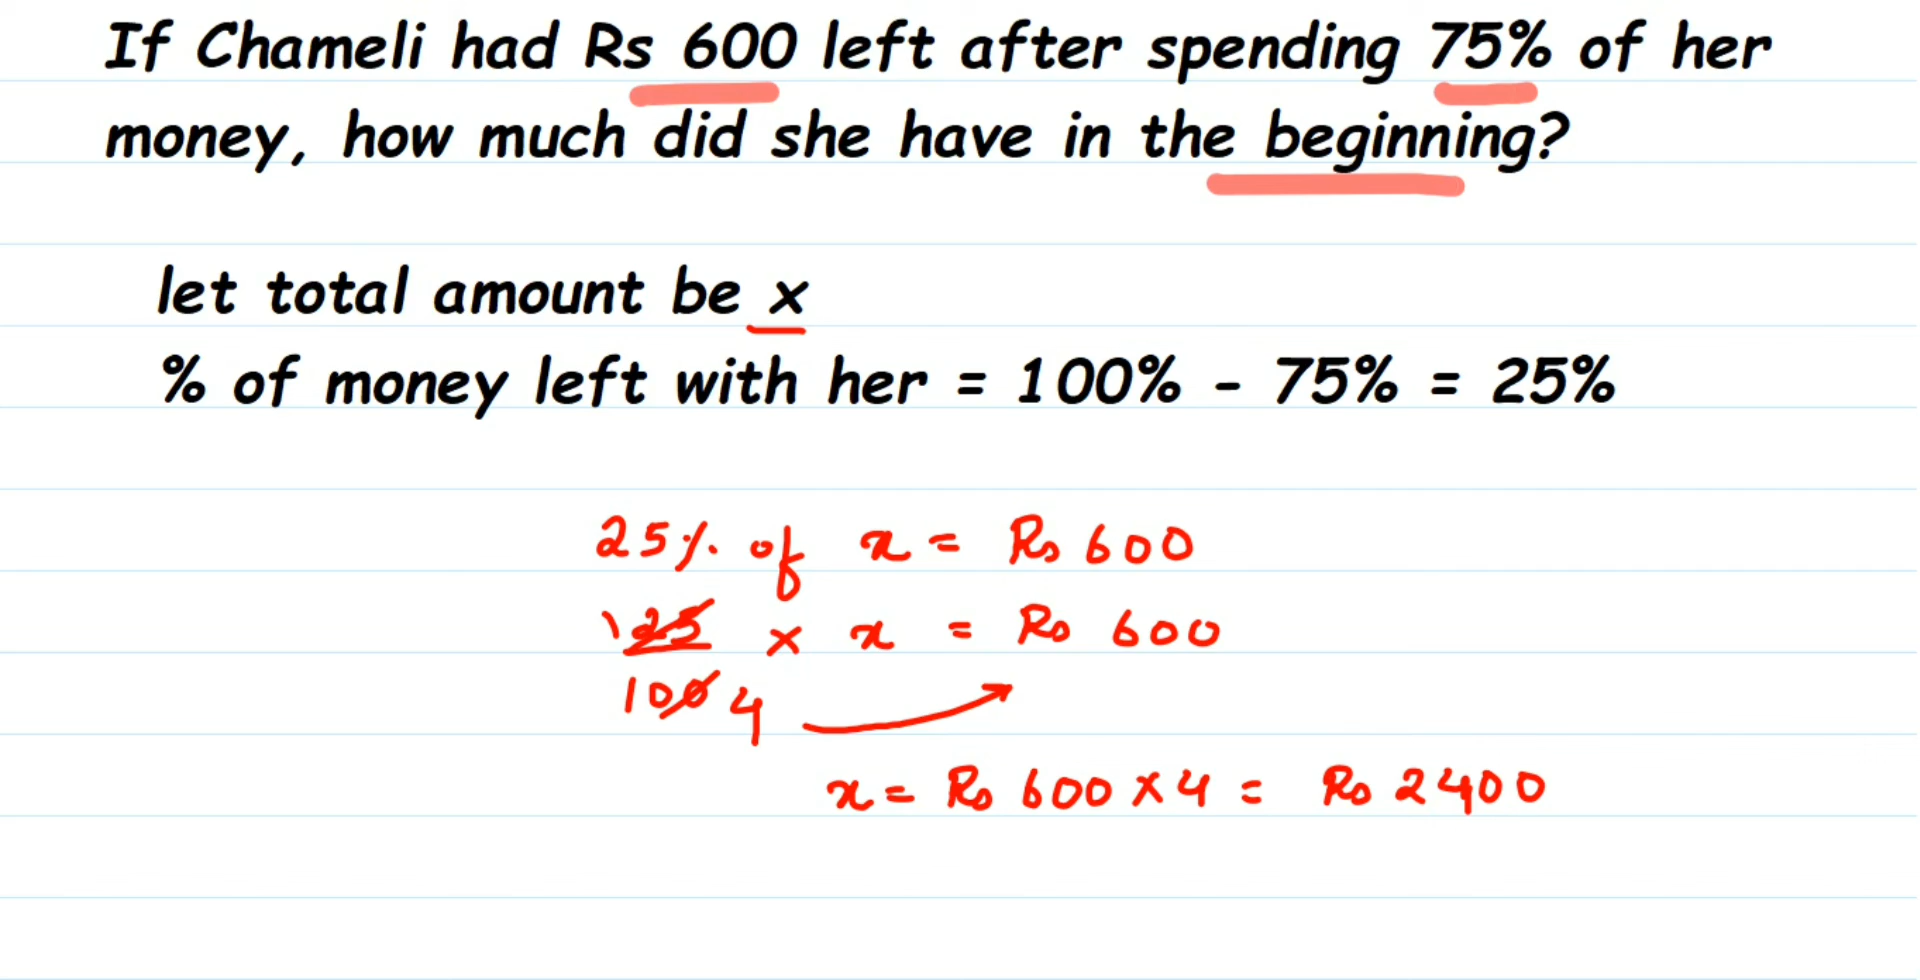 If Chameli had Rs 600 left after spending 75% of her
money, how much did she have in the beginning?
let total amount be x
% of money left with her = 100% - 75% = 25%
25% of x = Rs 600
1 25 × x = Rs 600
100 4
x = Rs 600 × 4 = Rs 2400